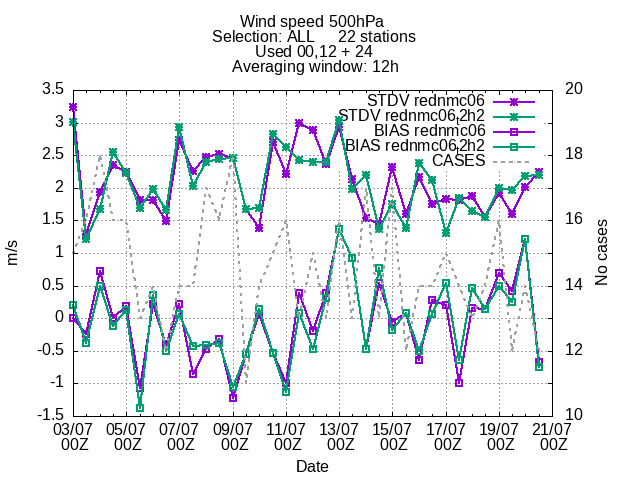 Wind speed 500hPa
Selection: ALL 22 stations
Used 00,12 + 24
Averaging window: 12h
STDV rednmc06
STDV rednmc06,2h2
BIAS rednmc06
BIAS rednmc06,2h2
CASES
3.5
3
2.5
2
1.5
1
0.5
0
-0.5
-1
-1.5
m/s
20
18
16
14
12
10
No cases
03/07 05/07 07/07 09/07 11/07 13/07 15/07 17/07 19/07 21/07
00Z 00Z 00Z 00Z 00Z 00Z 00Z 00Z 00Z 00Z
Date